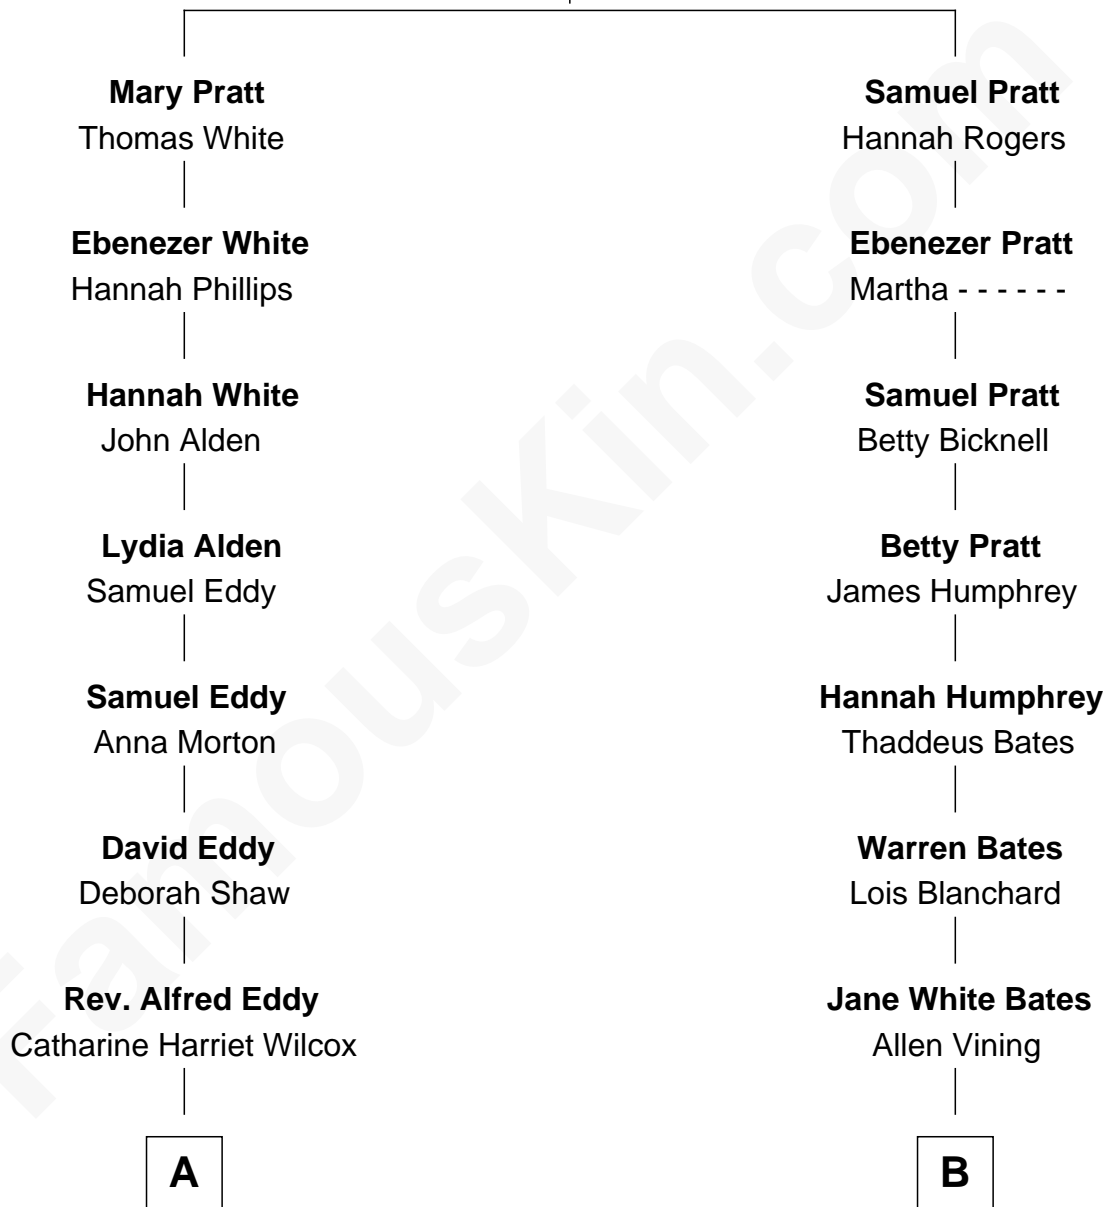 Mary Pratt
Thomas White
Ebenezer White
Hannah Phillips
Hannah White
John Alden
Lydia Alden
Samuel Eddy
Samuel Eddy
Anna Morton
David Eddy
Deborah Shaw
Rev. Alfred Eddy
Catharine Harriet Wilcox
A
Samuel Pratt
Hannah Rogers
Ebenezer Pratt
Martha - - - - - -
Samuel Pratt
Betty Bicknell
Betty Pratt
James Humphrey
Hannah Humphrey
Thaddeus Bates
Warren Bates
Lois Blanchard
Jane White Bates
Allen Vining
B
FamousKin.com